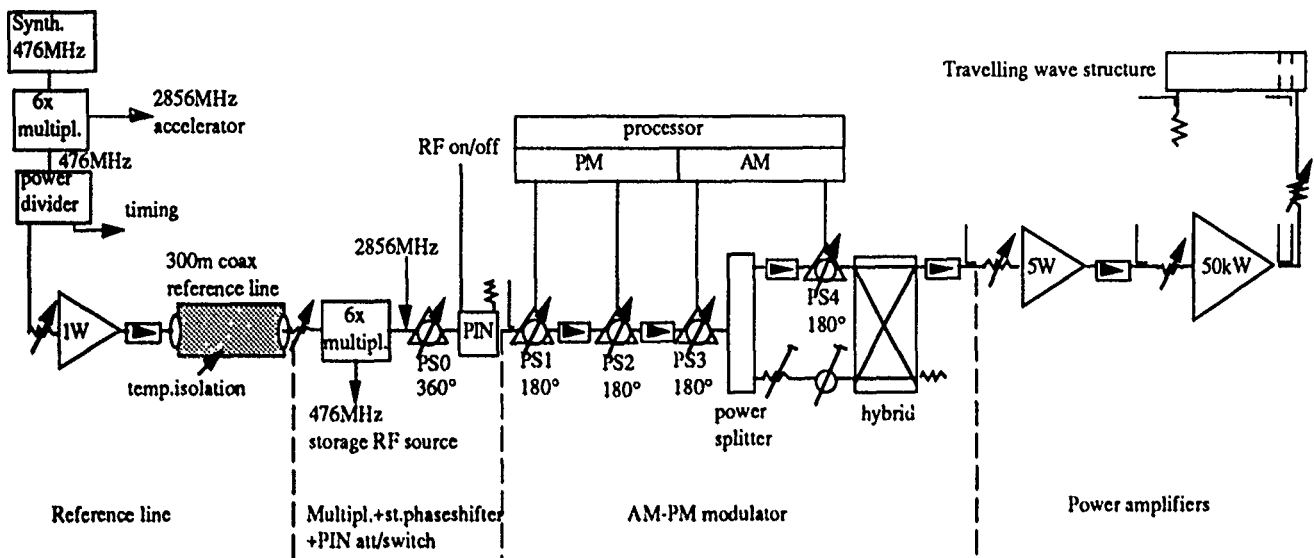 Synth.
476MHz
6x
multipl.
2856MHz
accelerator
476MHz
power
divider
timing
300m coax
reference line
1W
temp.isolation
6x
multipl.
476MHz
storage RF source
2856MHz
PS0
360°
RF on/off
PIN
processor
PM
AM
PS1
180°
PS2
180°
PS3
180°
power
splitter
PS4
180°
hybrid
5W
50kW
Travelling wave structure
Reference line
Multipl.+st.phaseshifter
+PIN att/switch
AM-PM modulator
Power amplifiers